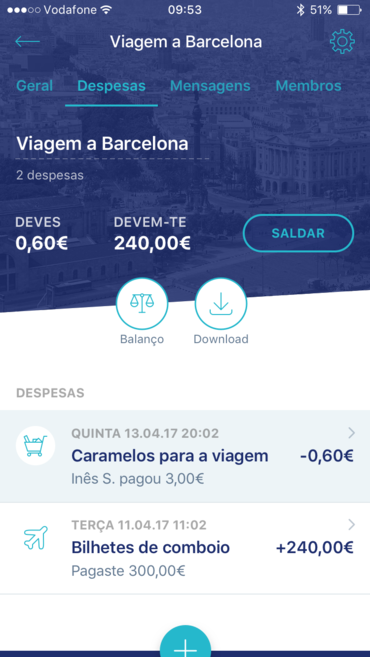 Vodafone 09:53 51%
Viagem a Barcelona
Geral Despesas Mensagens Membros
Viagem a Barcelona
2 despesas
DEVES DEVEM-TE
0,60€ 240,00€ SALDAR
Balanço Download
DESPESAS
QUINTA 13.04.17 20:02
Caramelos para a viagem -0,60€
Inês S. pagou 3,00€
TERÇA 11.04.17 11:02
Bilhetes de comboio +240,00€
Pagaste 300,00€